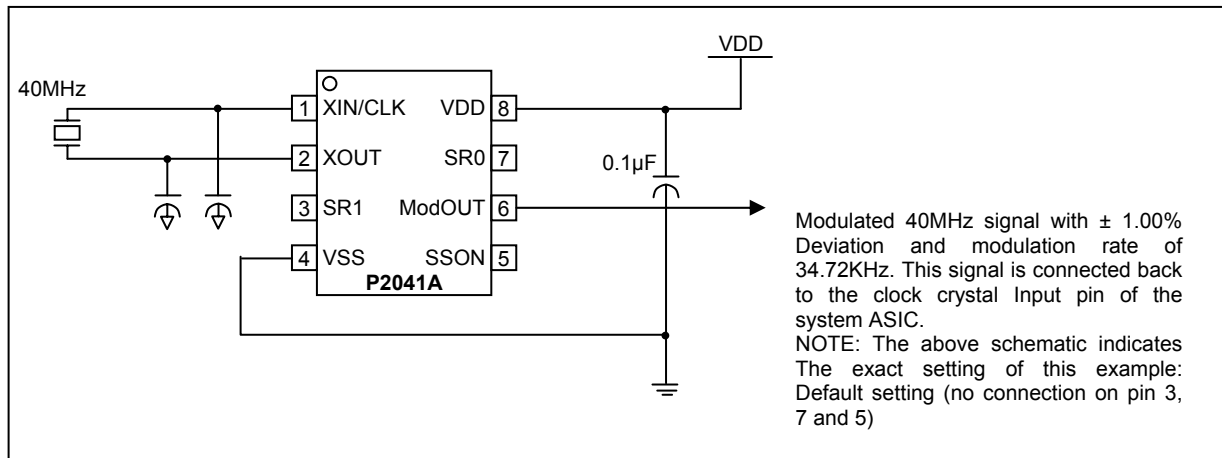 VDD
40MHz
1 XIN/CLK VDD 8
2 XOUT SR0 7
0.1µF
3 SR1 ModOUT 6
4 VSS SSON 5
P2041A
Modulated 40MHz signal with ± 1.00%
Deviation and modulation rate of
34.72KHz. This signal is connected back
to the clock crystal Input pin of the
system ASIC.
NOTE: The above schematic indicates
The exact setting of this example:
Default setting (no connection on pin 3,
7 and 5)